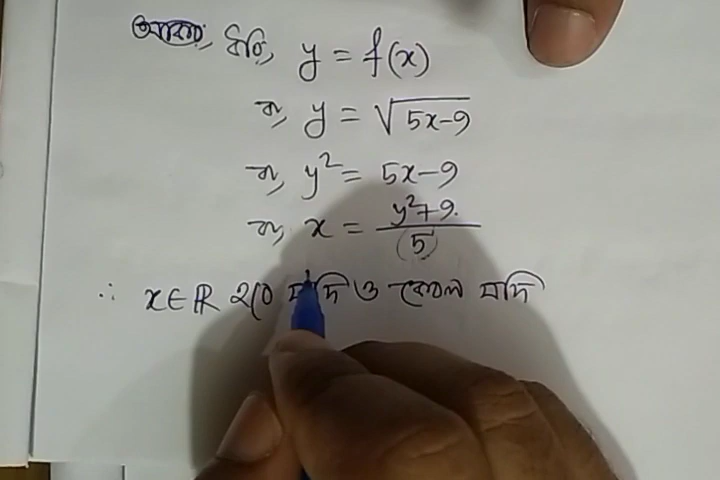 আবার, ধরি, y = f(x)
বা, y = √(5x-9)
বা, y² = 5x-9
বা, x = (y²+9)/5
∴ x∈ℝ হবে যদি ও কেবল যদি